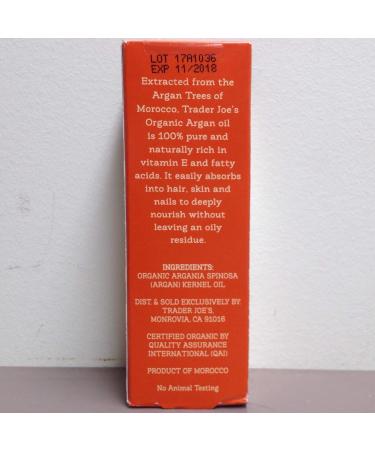 LOT 17A1036
EXP 11/2018
Extracted from the
Argan Trees of
Morocco, Trader Joe's
Organic Argan oil
is 100% pure and
naturally rich in
vitamin E and fatty
acids. It easily absorbs
into hair, skin and
nails to deeply
nourish without
leaving an oily
residue.
INGREDIENTS:
ORGANIC ARGANIA SPINOSA
(ARGAN) KERNEL OIL
DIST. & SOLD EXCLUSIVELY BY:
TRADER JOE'S,
MONROVIA, CA 91016
CERTIFIED ORGANIC BY
QUALITY ASSURANCE
INTERNATIONAL (QAI)
PRODUCT OF MOROCCO
No Animal Testing